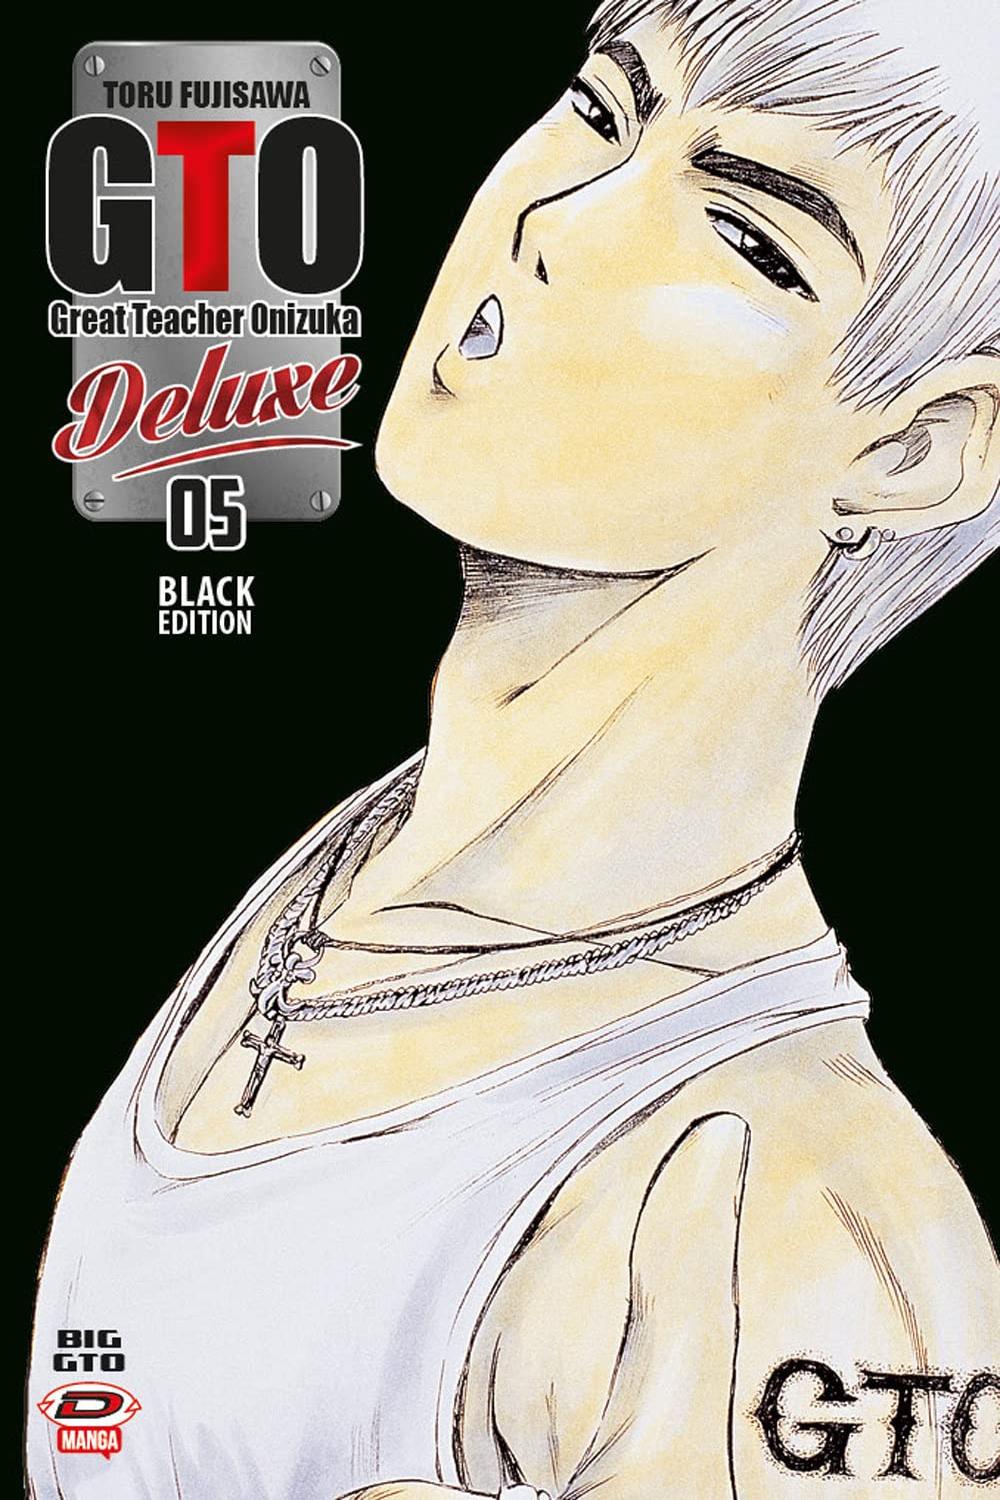 TORU FUJISAWA
GTO
Great Teacher Onizuka
Deluxe
05
BLACK
EDITION
BIG
GTO
D
MANGA
GTO